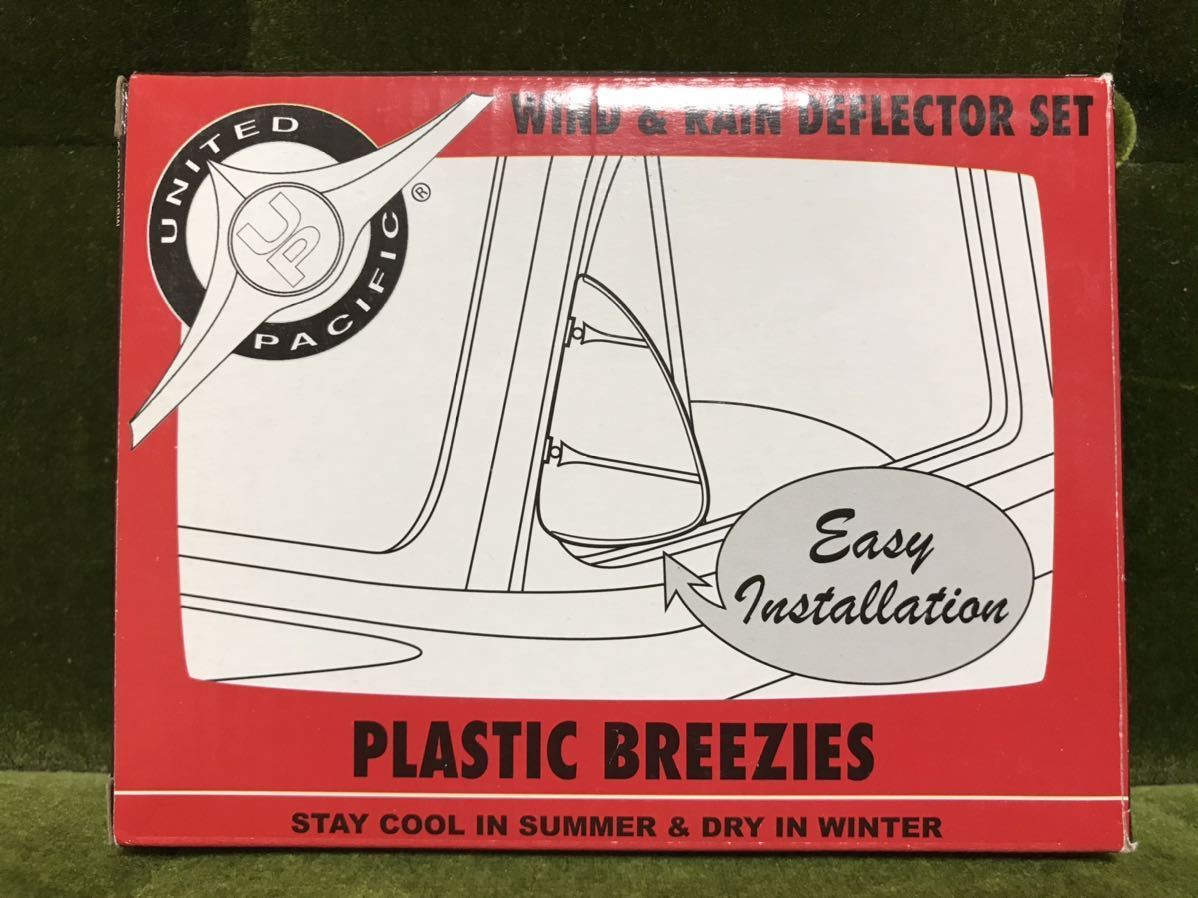 WIND & RAIN DEFLECTOR SET
UNITED
PACIFIC
UP
®
Easy
Installation
PLASTIC BREEZIES
STAY COOL IN SUMMER & DRY IN WINTER